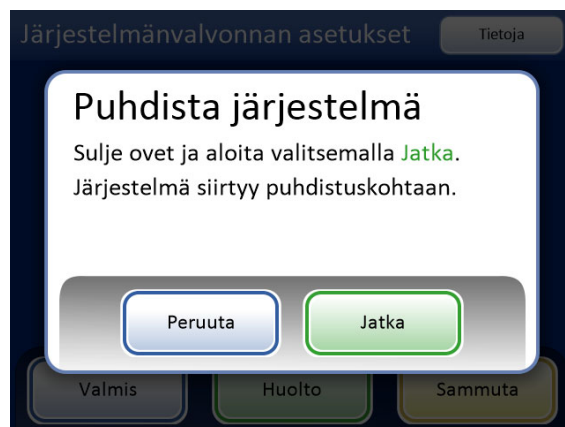 Järjestelmänvalvonnan asetukset
Tietoja
Puhdista järjestelmä
Sulje ovet ja aloita valitsemalla Jatka.
Järjestelmä siirtyy puhdistuskohtaan.
Peruuta
Jatka
Valmis
Huolto
Sammuta